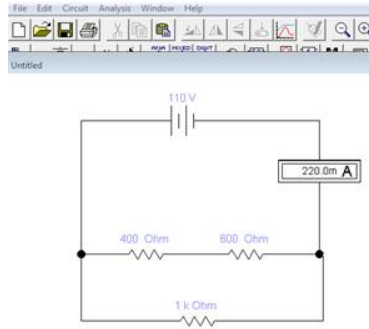 File Edit Circuit Analysis Window Help
Untitled
110 V
220.0m A
400 Ohm 600 Ohm
1 k Ohm